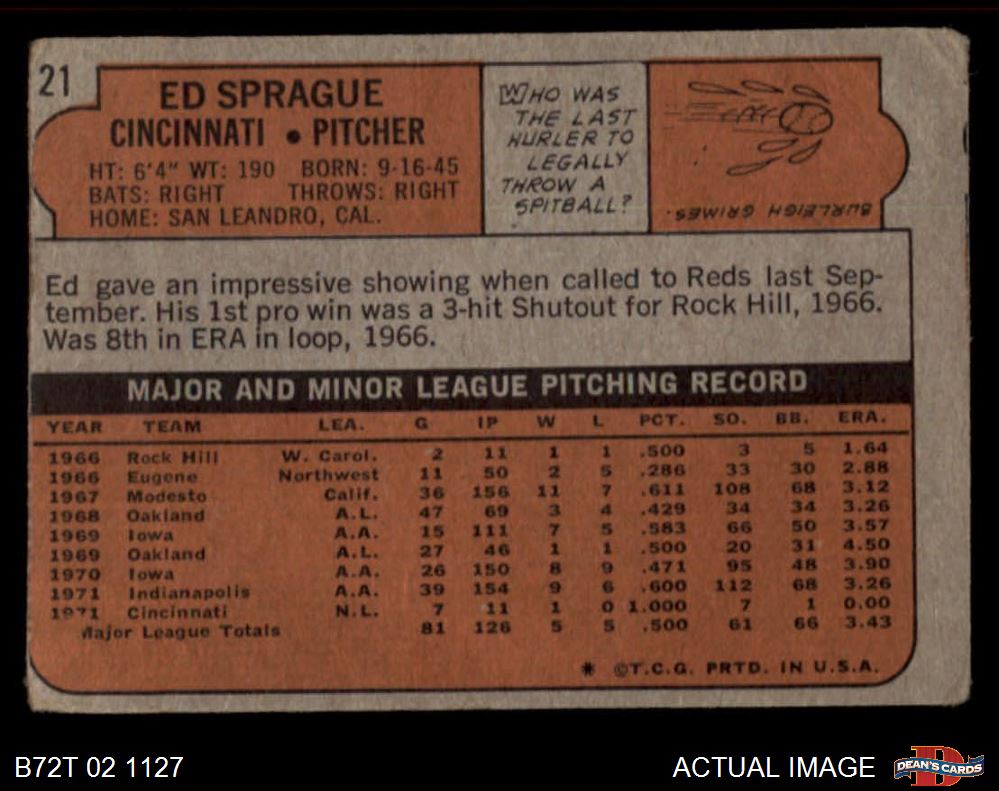 21
ED SPRAGUE
CINCINNATI • PITCHER
HT: 6'4" WT: 190 BORN: 9-16-45
BATS: RIGHT THROWS: RIGHT
HOME: SAN LEANDRO, CAL.
WHO WAS
THE LAST
HURLER TO
LEGALLY
THROW A
SPITBALL?
BURLEIGH GRIMES.
Ed gave an impressive showing when called to Reds last Sep-
tember. His 1st pro win was a 3-hit Shutout for Rock Hill, 1966.
Was 8th in ERA in loop, 1966.
MAJOR AND MINOR LEAGUE PITCHING RECORD
YEAR TEAM LEA. G IP W L PCT. SO. BB. ERA.
1966 Rock Hill W. Carol. 2 11 1 1 .500 3 5 1.64
1966 Eugene Northwest 11 50 2 5 .286 33 30 2.88
1967 Modesto Calif. 36 156 11 7 .611 108 68 3.12
1968 Oakland A.L. 47 69 3 4 .429 34 34 3.26
1969 Iowa A.A. 15 111 7 5 .583 66 50 3.57
1969 Oakland A.L. 27 46 1 1 .500 20 31 4.50
1970 Iowa A.A. 26 150 8 9 .471 95 48 3.90
1971 Indianapolis A.A. 39 154 9 6 .600 112 68 3.26
1971 Cincinnati N.L. 7 11 1 0 1.000 7 1 0.00
Major League Totals 81 126 5 5 .500 61 66 3.43
* ©T.C.G. PRTD. IN U.S.A.
B72T 02 1127
ACTUAL IMAGE
DEAN'S CARDS